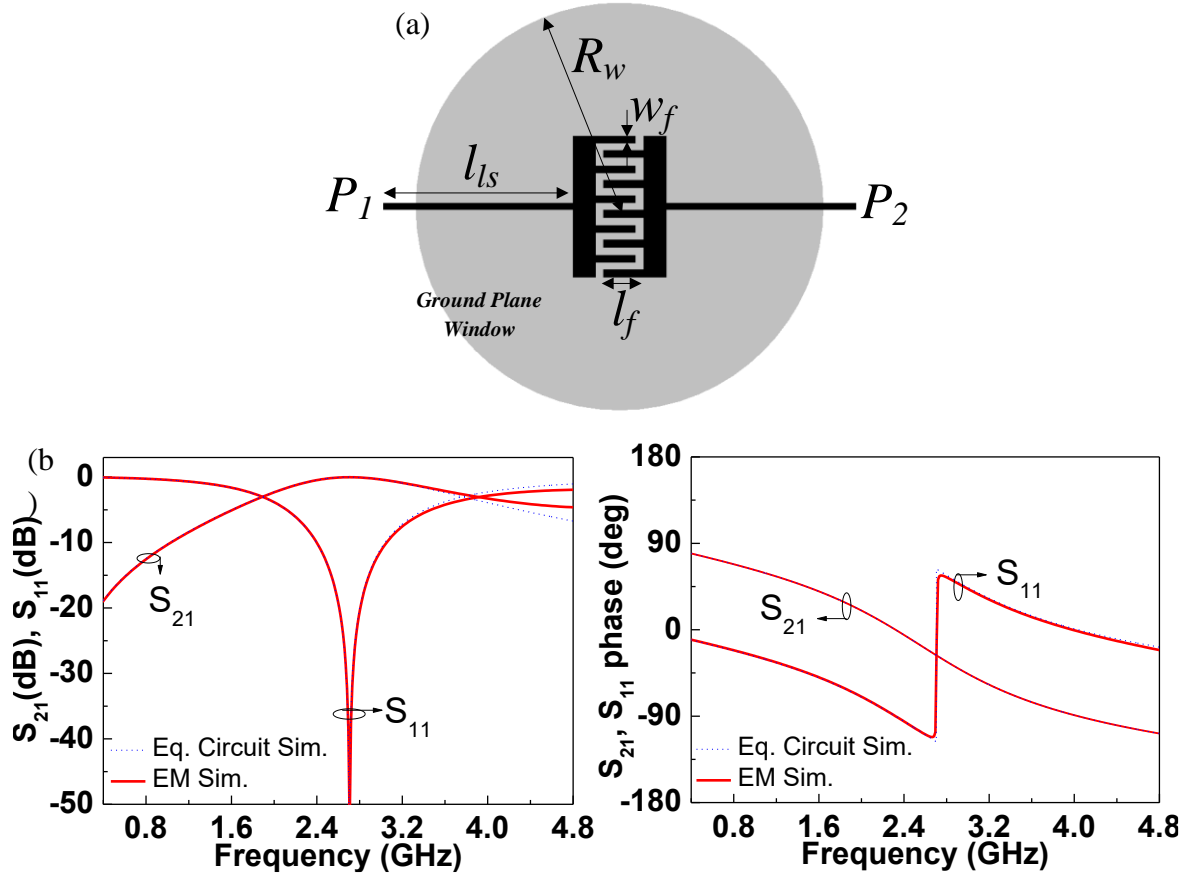 (a)
R_w
w_f
l_ls
P_1
P_2
Ground Plane
Window
l_f
(b
)
S_21(dB), S_11(dB)
0
-10
-20
-30
-40
-50
S_21
S_11
Eq. Circuit Sim.
EM Sim.
0.8 1.6 2.4 3.2 4.0 4.8
Frequency (GHz)
S_21, S_11 phase (deg)
180
90
0
-90
-180
S_21
S_11
Eq. Circuit Sim.
EM Sim.
0.8 1.6 2.4 3.2 4.0 4.8
Frequency (GHz)